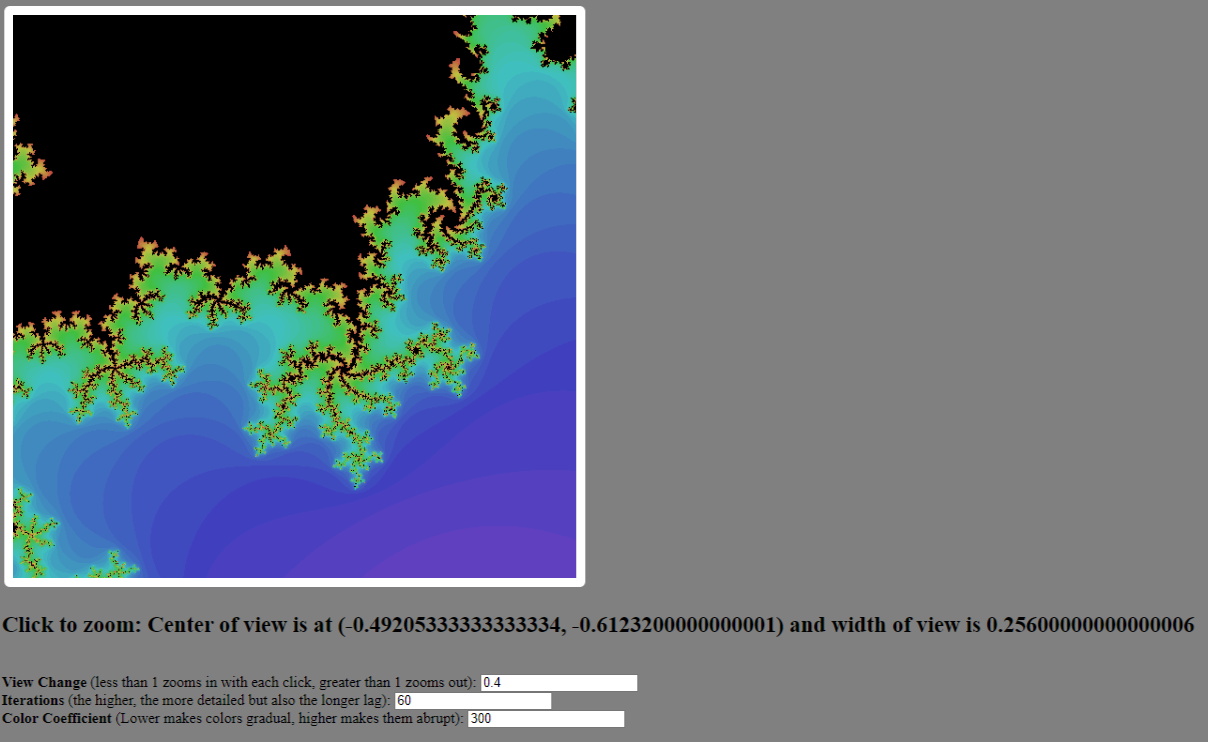 Click to zoom: Center of view is at (-0.49205333333333334, -0.6123200000000001) and width of view is 0.25600000000000006
View Change (less than 1 zooms in with each click, greater than 1 zooms out): 0.4
Iterations (the higher, the more detailed but also the longer lag): 60
Color Coefficient (Lower makes colors gradual, higher makes them abrupt): 300